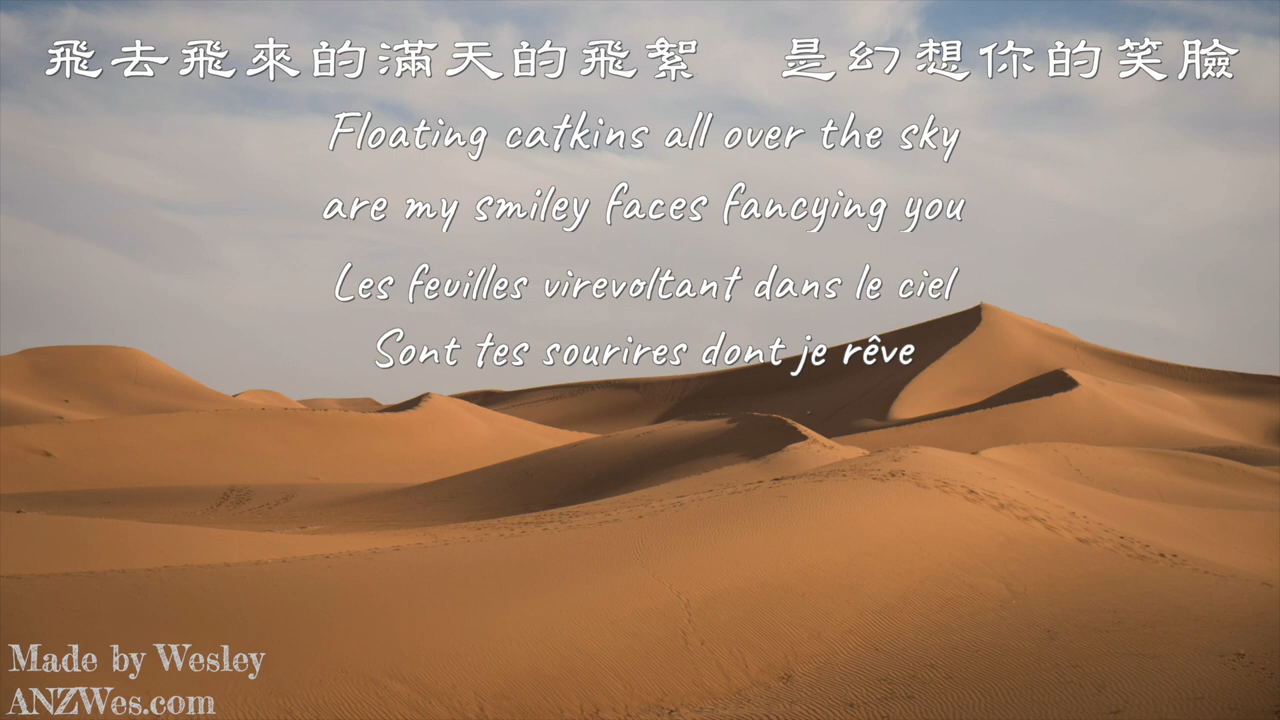 飛去飛來的滿天的飛絮　是幻想你的笑臉
Floating catkins all over the sky
are my smiley faces fancying you
Les feuilles virevoltant dans le ciel
Sont tes sourires dont je rêve
Made by Wesley
ANZWes.com